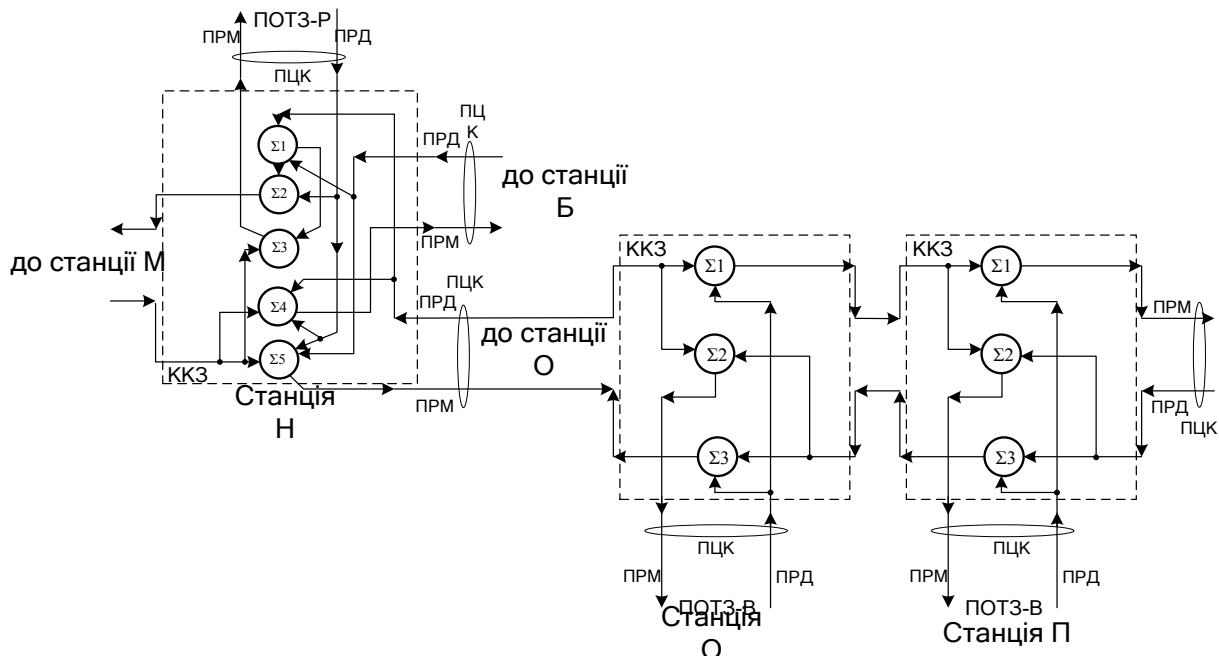 ПОТЗ-Р
ПРМ
ПРД
ПЦК
Σ1
Σ2
Σ3
Σ4
Σ5
ККЗ
до станції М
Станція
Н
ПЦ
К
ПРД
до станції
Б
ПРМ
ПЦК
ПРД
до станції
О
ПРМ
ККЗ
Σ1
Σ2
Σ3
ПЦК
ПРМ
ПРД
ПОТЗ-В
Станція
О
ККЗ
Σ1
Σ2
Σ3
ПРМ
ПРД
ПЦК
ПЦК
ПРМ
ПРД
ПОТЗ-В
Станція П